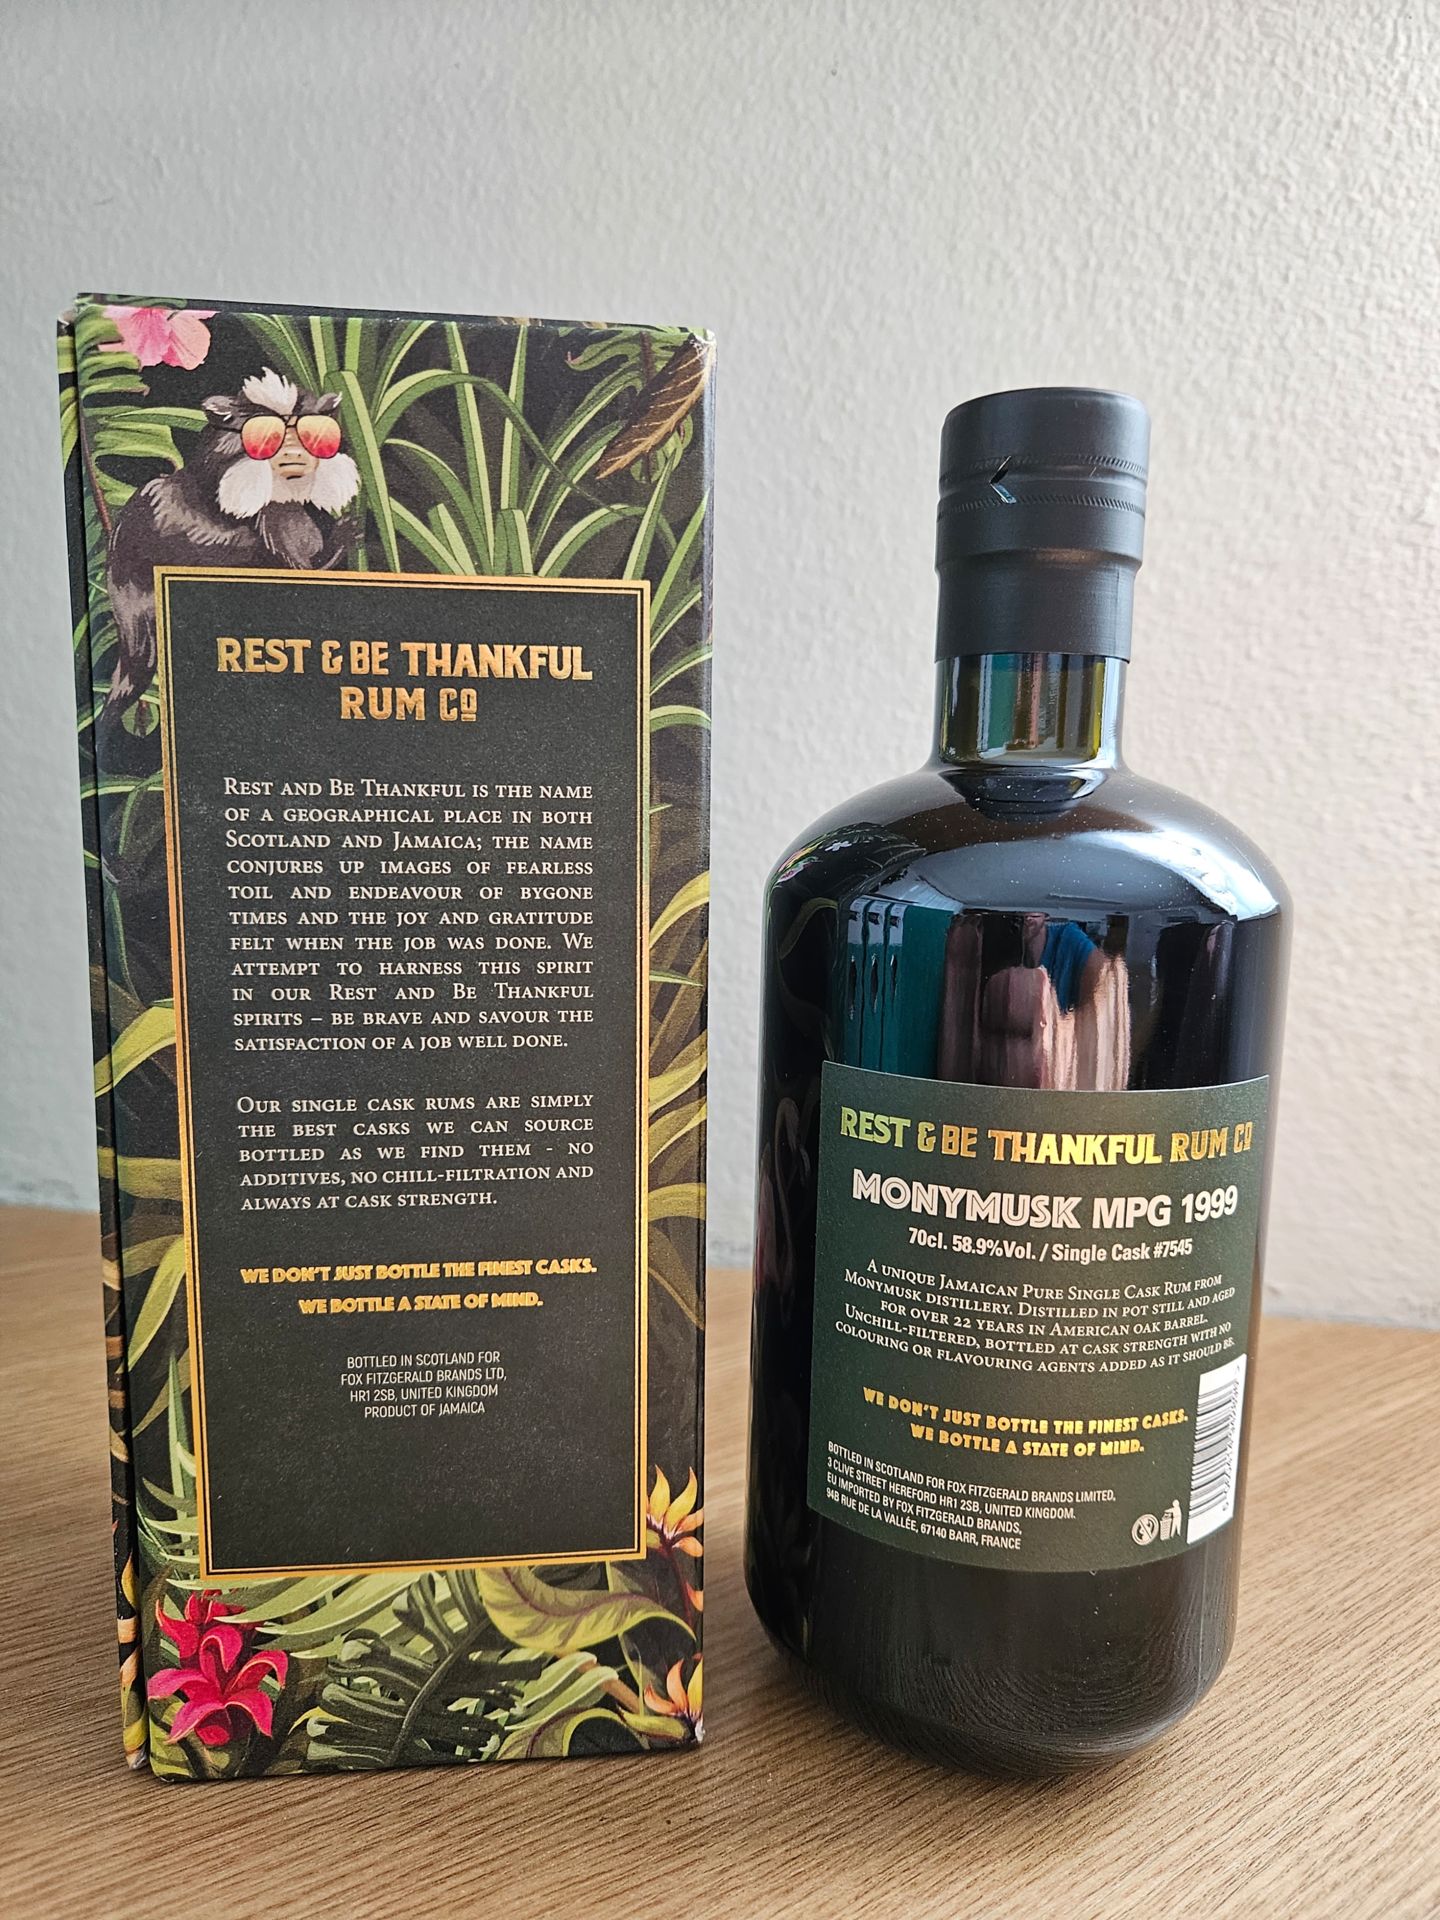 REST & BE THANKFUL
RUM CO
REST AND BE THANKFUL IS THE NAME
OF A GEOGRAPHICAL PLACE IN BOTH
SCOTLAND AND JAMAICA; THE NAME
CONJURES UP IMAGES OF FEARLESS
TOIL AND ENDEAVOUR OF BYGONE
TIMES AND THE JOY AND GRATITUDE
FELT WHEN THE JOB WAS DONE. WE
ATTEMPT TO HARNESS THIS SPIRIT
IN OUR REST AND BE THANKFUL
SPIRITS – BE BRAVE AND SAVOUR THE
SATISFACTION OF A JOB WELL DONE.
OUR SINGLE CASK RUMS ARE SIMPLY
THE BEST CASKS WE CAN SOURCE
BOTTLED AS WE FIND THEM - NO
ADDITIVES, NO CHILL-FILTRATION AND
ALWAYS AT CASK STRENGTH.
WE DON'T JUST BOTTLE THE FINEST CASKS.
WE BOTTLE A STATE OF MIND.
BOTTLED IN SCOTLAND FOR
FOX FITZGERALD BRANDS LTD,
HR1 2SB, UNITED KINGDOM
PRODUCT OF JAMAICA
REST & BE THANKFUL RUM CO
MONYMUSK MPG 1999
70cl. 58.9%Vol. / Single Cask #7545
A UNIQUE JAMAICAN PURE SINGLE CASK RUM FROM
MONYMUSK DISTILLERY. DISTILLED IN POT STILL AND AGED
FOR OVER 22 YEARS IN AMERICAN OAK BARREL.
UNCHILL-FILTERED, BOTTLED AT CASK STRENGTH WITH NO
COLOURING OR FLAVOURING AGENTS ADDED AS IT SHOULD BE.
WE DON'T JUST BOTTLE THE FINEST CASKS.
WE BOTTLE A STATE OF MIND.
BOTTLED IN SCOTLAND FOR FOX FITZGERALD BRANDS LIMITED,
3 CLIVE STREET HEREFORD HR1 2SB, UNITED KINGDOM.
EU IMPORTED BY FOX FITZGERALD BRANDS,
94B RUE DE LA VALLÉE, 67140 BARR, FRANCE